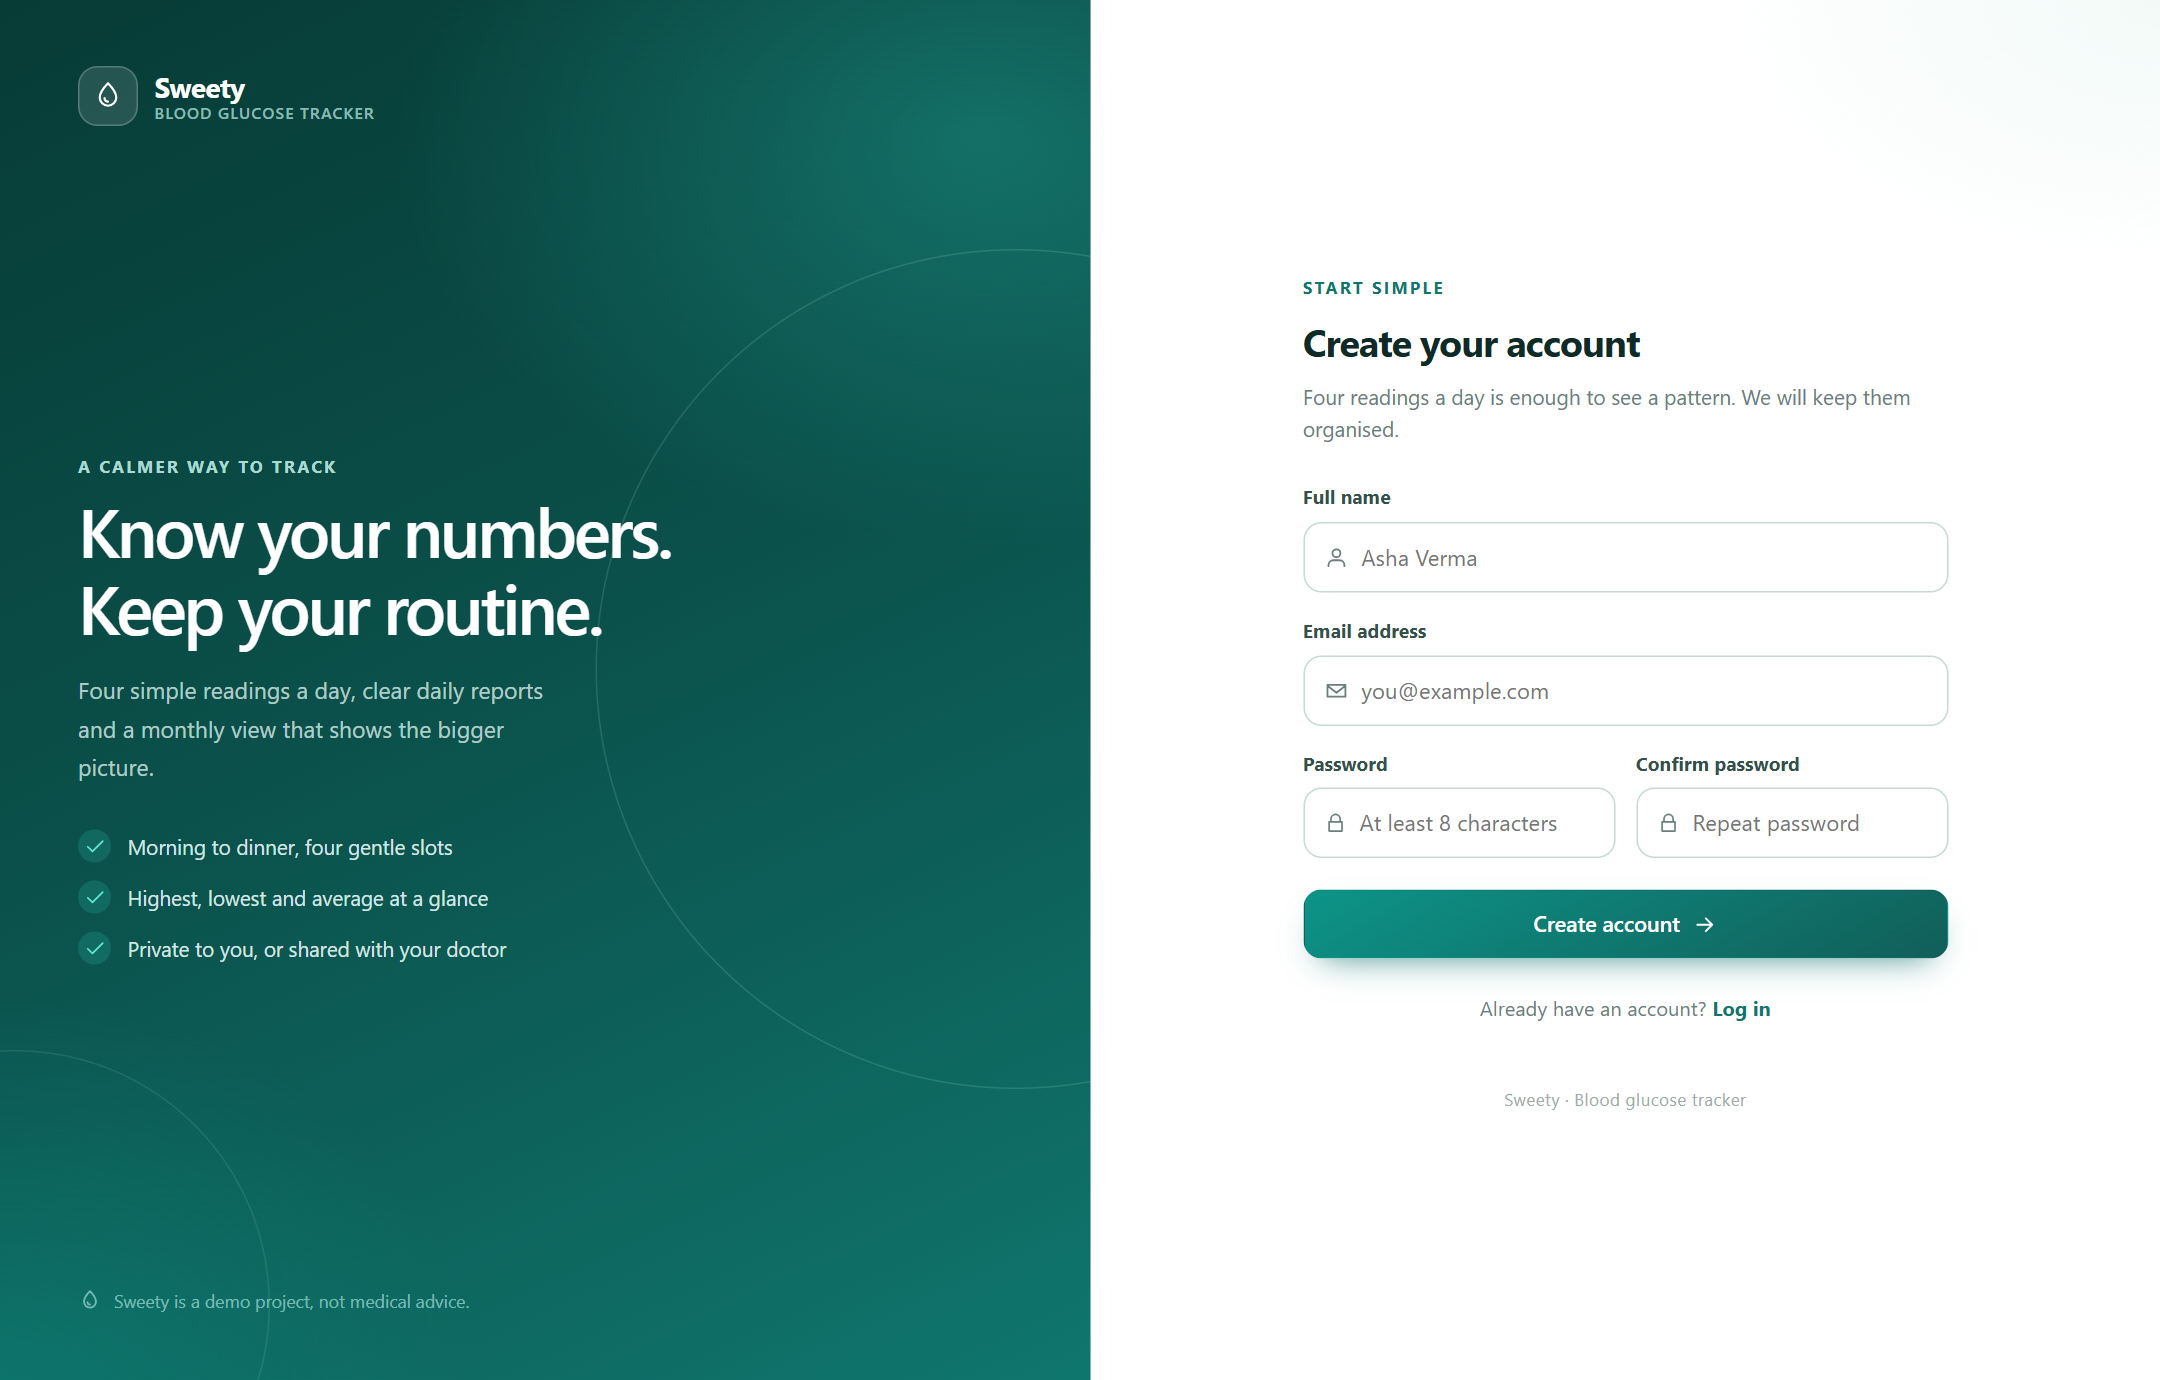 Sweety
BLOOD GLUCOSE TRACKER
A CALMER WAY TO TRACK
Know your numbers.
Keep your routine.
Four simple readings a day, clear daily reports
and a monthly view that shows the bigger
picture.
Morning to dinner, four gentle slots
Highest, lowest and average at a glance
Private to you, or shared with your doctor
Sweety is a demo project, not medical advice.
START SIMPLE
Create your account
Four readings a day is enough to see a pattern. We will keep them
organised.
Full name
Asha Verma
Email address
you@example.com
Password
Confirm password
At least 8 characters
Repeat password
Create account →
Already have an account? Log in
Sweety · Blood glucose tracker